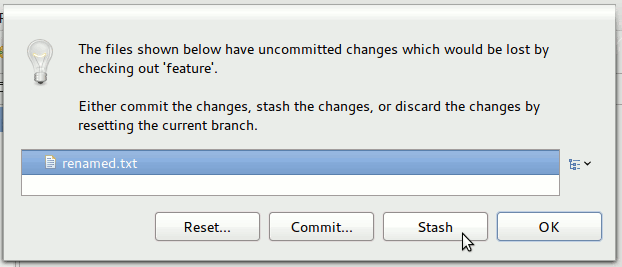 The files shown below have uncommitted changes which would be lost by
checking out 'feature'.
Either commit the changes, stash the changes, or discard the changes by
resetting the current branch.
renamed.txt
Reset...
Commit...
Stash
OK